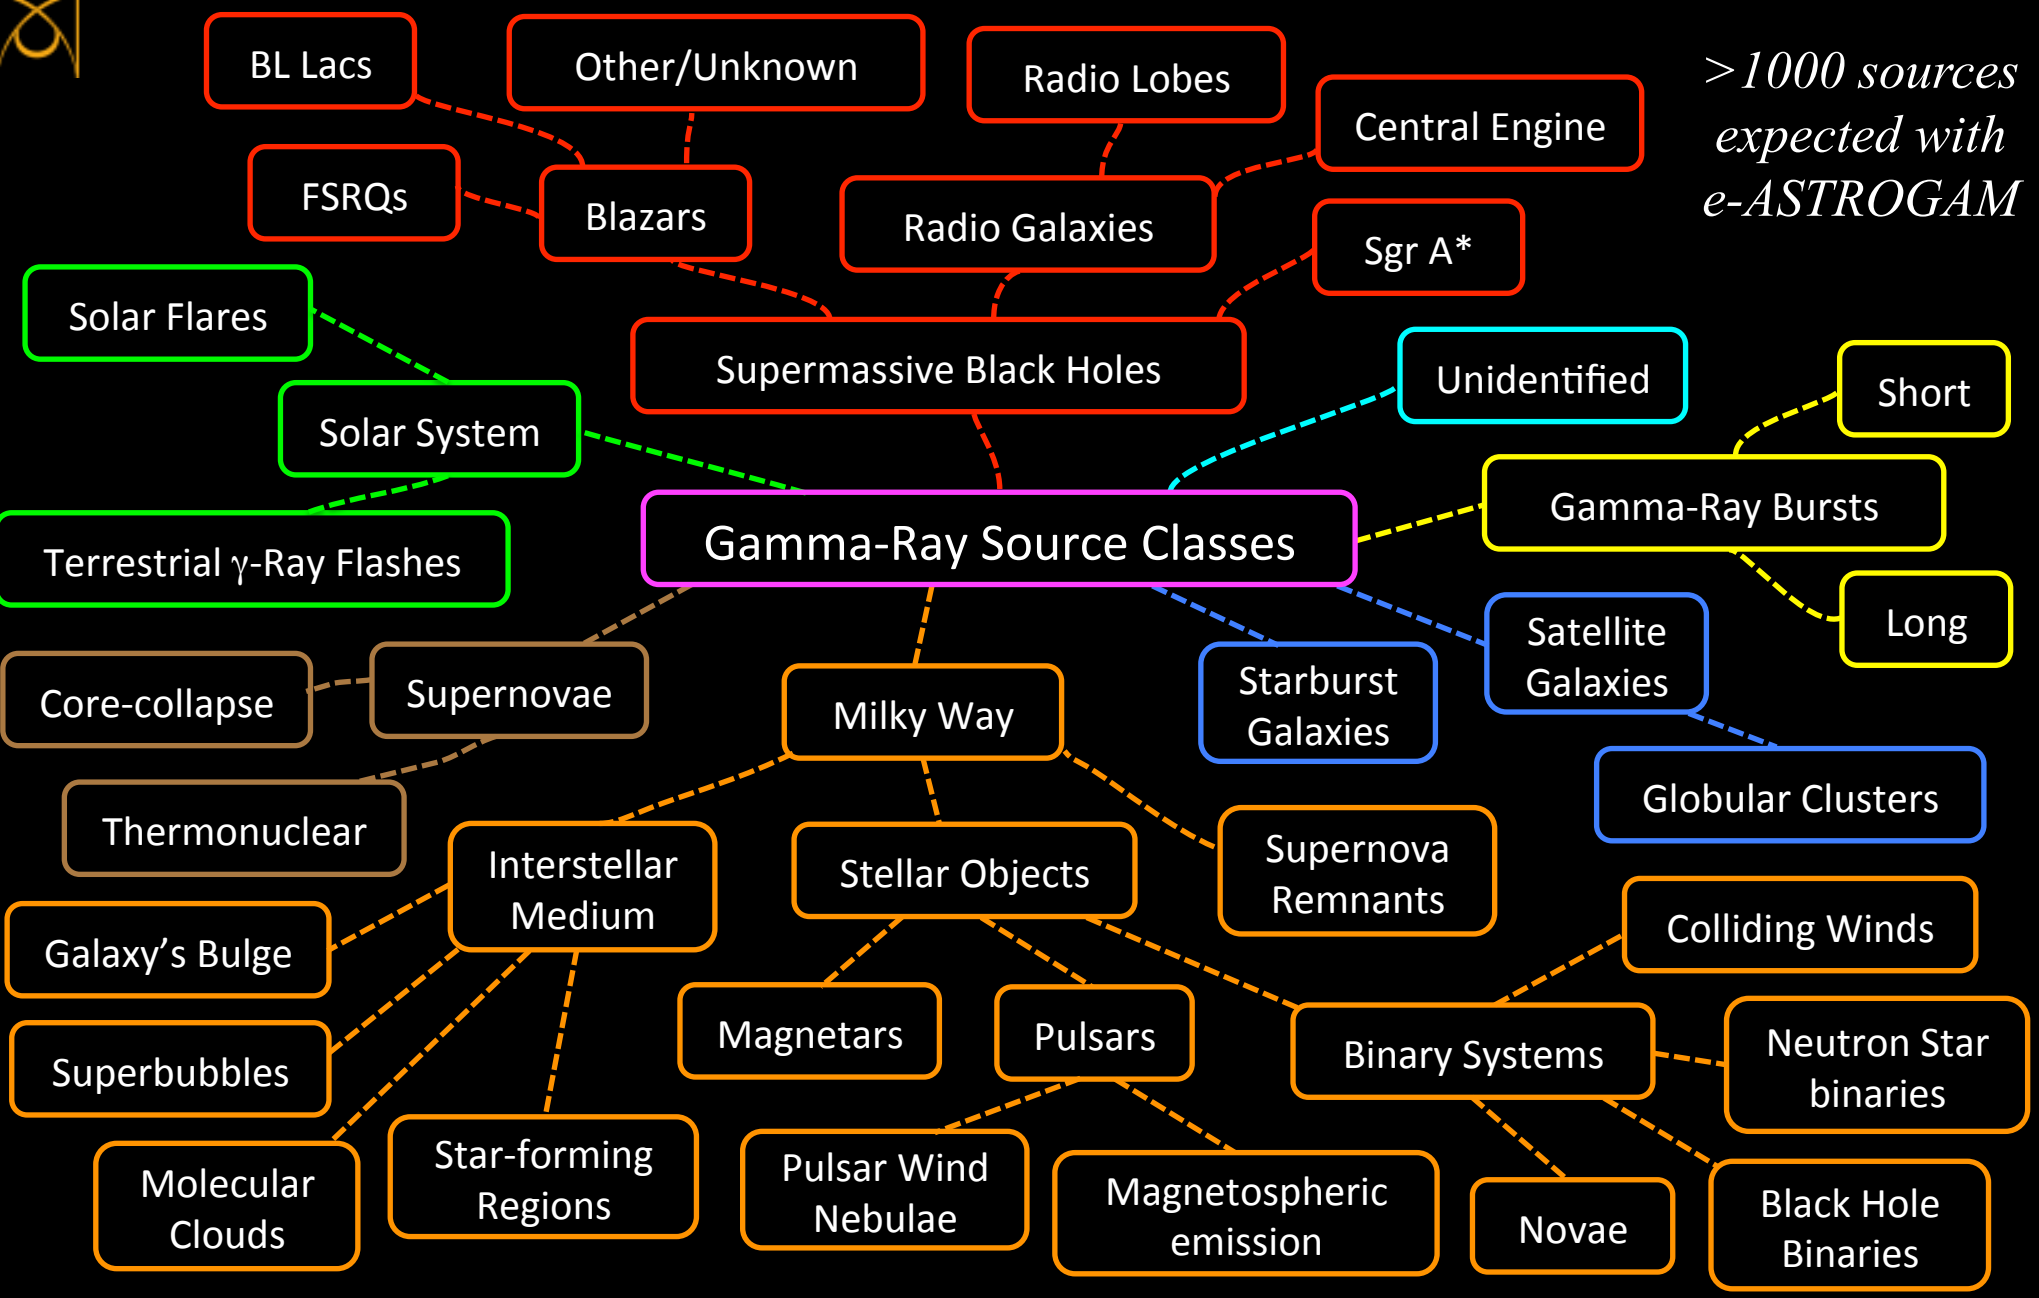 BL Lacs
Other/Unknown
Radio Lobes
>1000 sources
expected with
e-ASTROGAM
Central Engine
FSRQs
Blazars
Radio Galaxies
Sgr A*
Solar Flares
Supermassive Black Holes
Unidentified
Short
Solar System
Gamma-Ray Bursts
Gamma-Ray Source Classes
Terrestrial γ-Ray Flashes
Long
Satellite
Galaxies
Core-collapse
Supernovae
Milky Way
Starburst
Galaxies
Globular Clusters
Thermonuclear
Interstellar
Medium
Stellar Objects
Supernova
Remnants
Colliding Winds
Galaxy’s Bulge
Magnetars
Pulsars
Binary Systems
Neutron Star
binaries
Superbubbles
Molecular
Clouds
Star-forming
Regions
Pulsar Wind
Nebulae
Magnetospheric
emission
Novae
Black Hole
Binaries